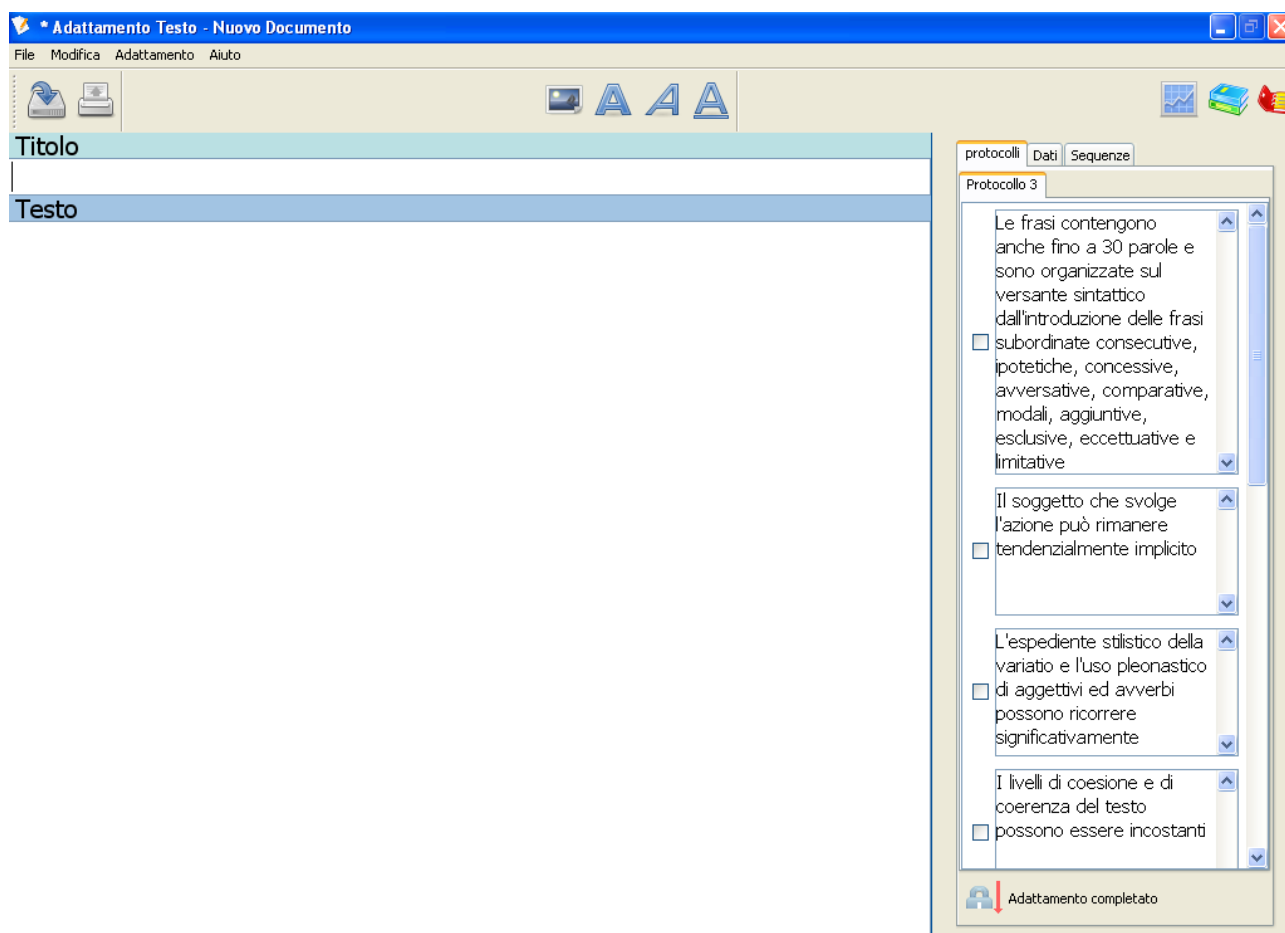 * Adattamento Testo - Nuovo Documento
File Modifica Adattamento Aiuto
Titolo
Testo
protocolli Dati Sequenze
Protocollo 3
Le frasi contengono
anche fino a 30 parole e
sono organizzate sul
versante sintattico
dall'introduzione delle frasi
subordinate consecutive,
ipotetiche, concessive,
avversative, comparative,
modali, aggiuntive,
esclusive, eccettuative e
limitative
Il soggetto che svolge
l'azione può rimanere
tendenzialmente implicito
L'espediente stilistico della
variatio e l'uso pleonastico
di aggettivi ed avverbi
possono ricorrere
significativamente
I livelli di coesione e di
coerenza del testo
possono essere incostanti
Adattamento completato